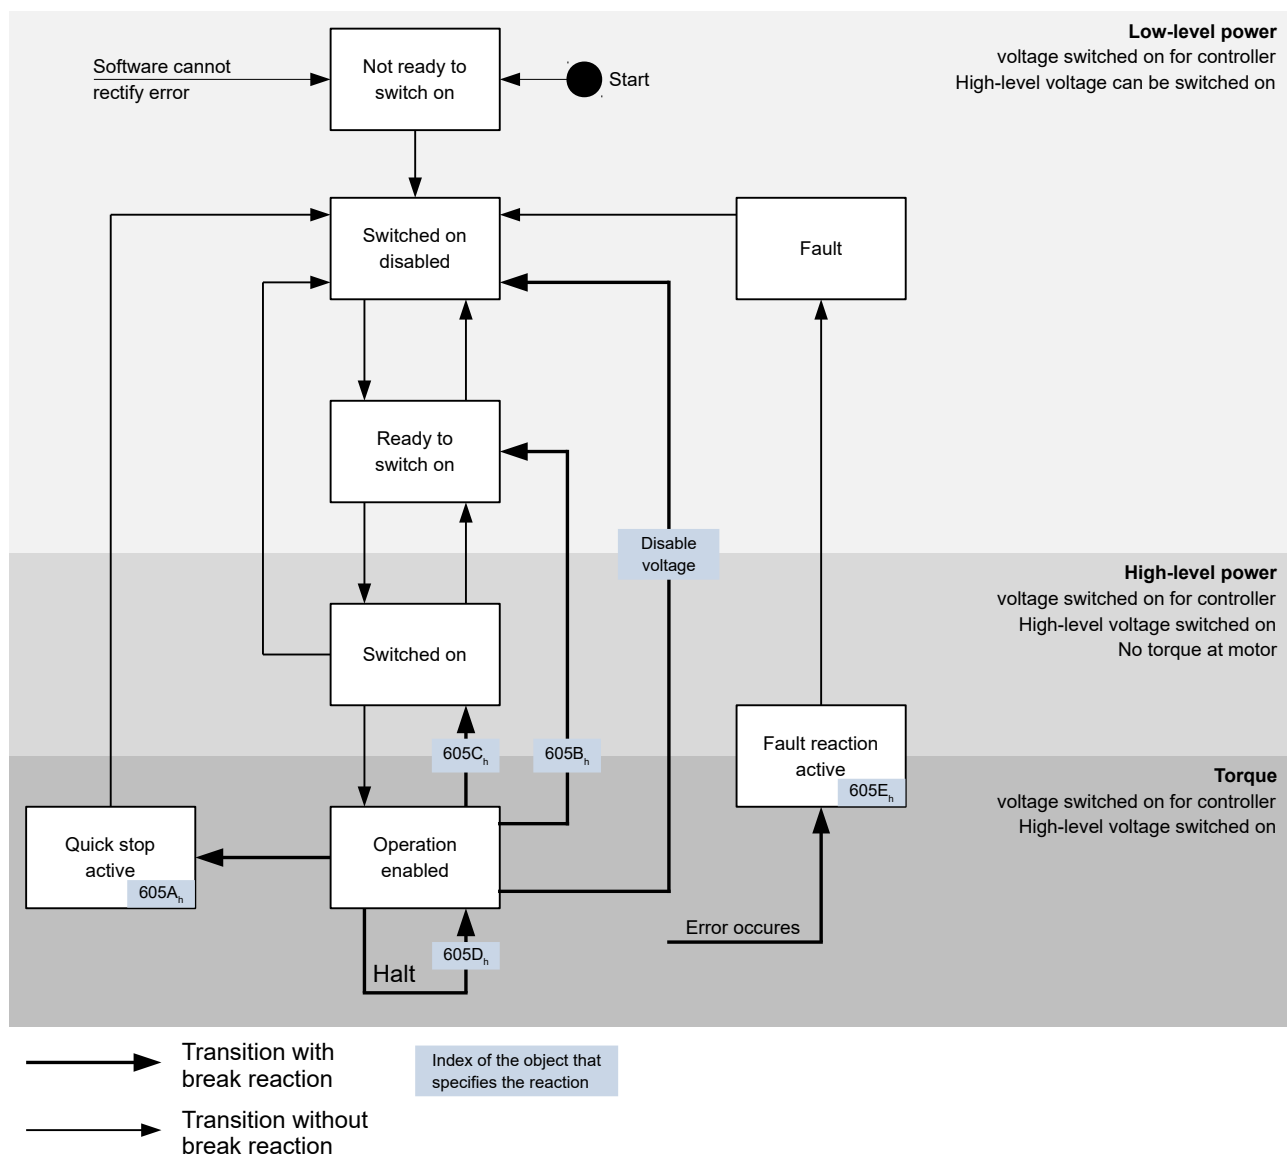 Low-level power
voltage switched on for controller
High-level voltage can be switched on
Software cannot
rectify error
Not ready to
switch on
Start
Switched on
disabled
Fault
Ready to
switch on
Disable
voltage
High-level power
voltage switched on for controller
High-level voltage switched on
No torque at motor
Switched on
605Ch
605Bh
Fault reaction
active
605Eh
Torque
voltage switched on for controller
High-level voltage switched on
Quick stop
active
605Ah
Operation
enabled
Error occures
605Dh
Halt
Transition with
break reaction
Index of the object that
specifies the reaction
Transition without
break reaction